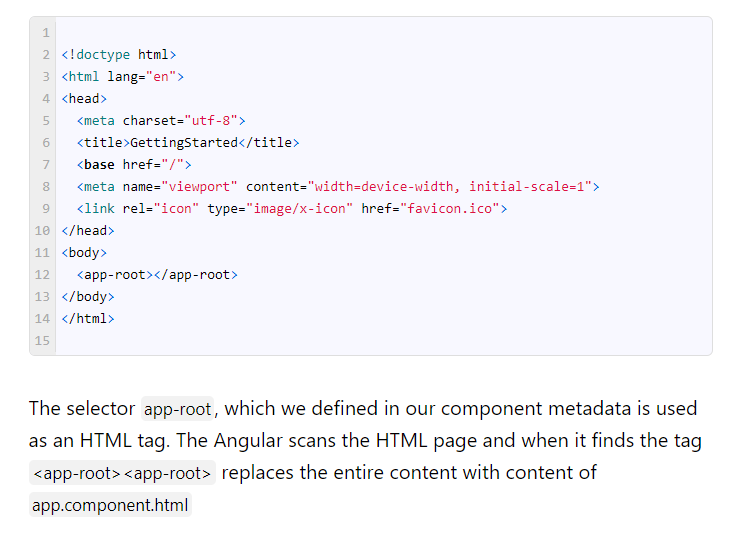 1
2 <!doctype html>
3 <html lang="en">
4 <head>
5   <meta charset="utf-8">
6   <title>GettingStarted</title>
7   <base href="/">
8   <meta name="viewport" content="width=device-width, initial-scale=1">
9   <link rel="icon" type="image/x-icon" href="favicon.ico">
10 </head>
11 <body>
12   <app-root></app-root>
13 </body>
14 </html>
15
The selector app-root, which we defined in our component metadata is used
as an HTML tag. The Angular scans the HTML page and when it finds the tag
<app-root><app-root> replaces the entire content with content of
app.component.html